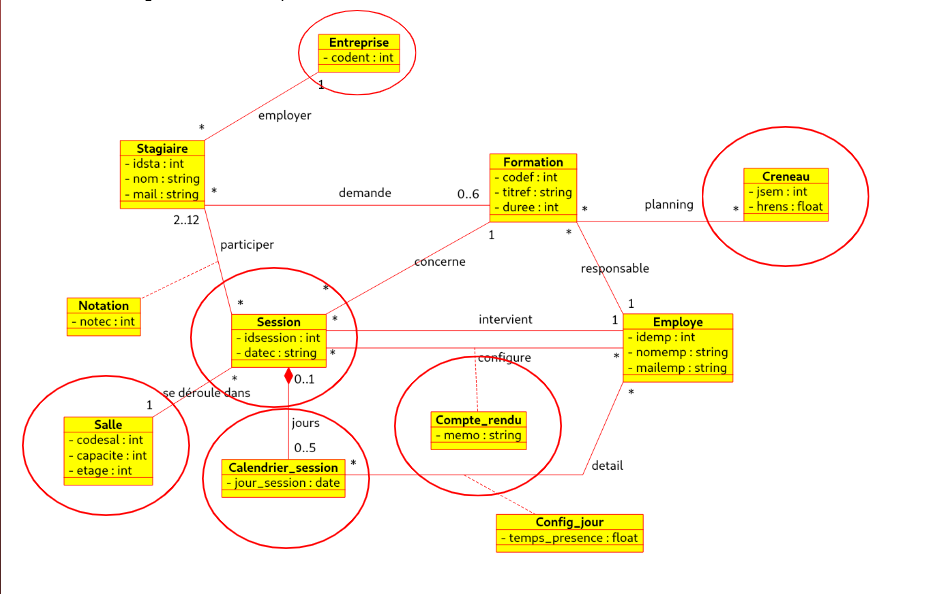 Entreprise
- codent : int
1
employer
*
Stagiaire
- idsta : int
- nom : string
- mail : string
*
demande
0..6
2..12
Formation
- codef : int
- titref : string
- duree : int
*
planning
*
Creneau
- jsem : int
- hrens : float
participer
1
*
concerne
responsable
*
*
1
Notation
- notec : int
Session
- idsession : int
- datec : string
*
intervient
1
*
configure
*
Employe
- idemp : int
- nomemp : string
- mailemp : string
*
se déroule dans
1
0..1
*
Salle
- codesal : int
- capacite : int
- etage : int
jours
0..5
Compte_rendu
- memo : string
Calendrier_session
- jour_session : date
*
detail
Config_jour
- temps_presence : float